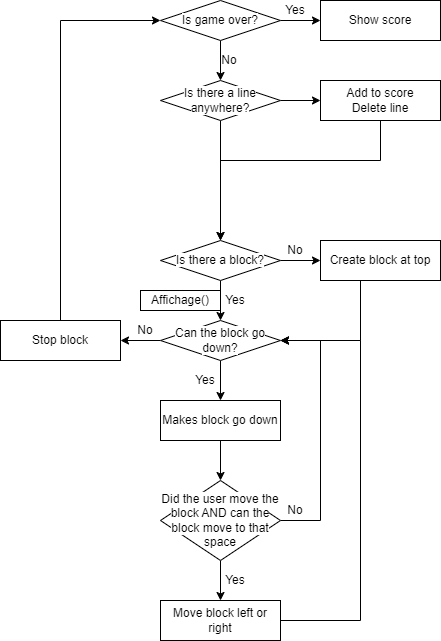 Is game over?
Yes
Show score
No
Is there a line
anywhere?
Add to score
Delete line
Is there a block?
No
Create block at top
Affichage()
Yes
Stop block
No
Can the block go
down?
Yes
Makes block go down
Did the user move the
block AND can the
block move to that
space
No
Yes
Move block left or
right